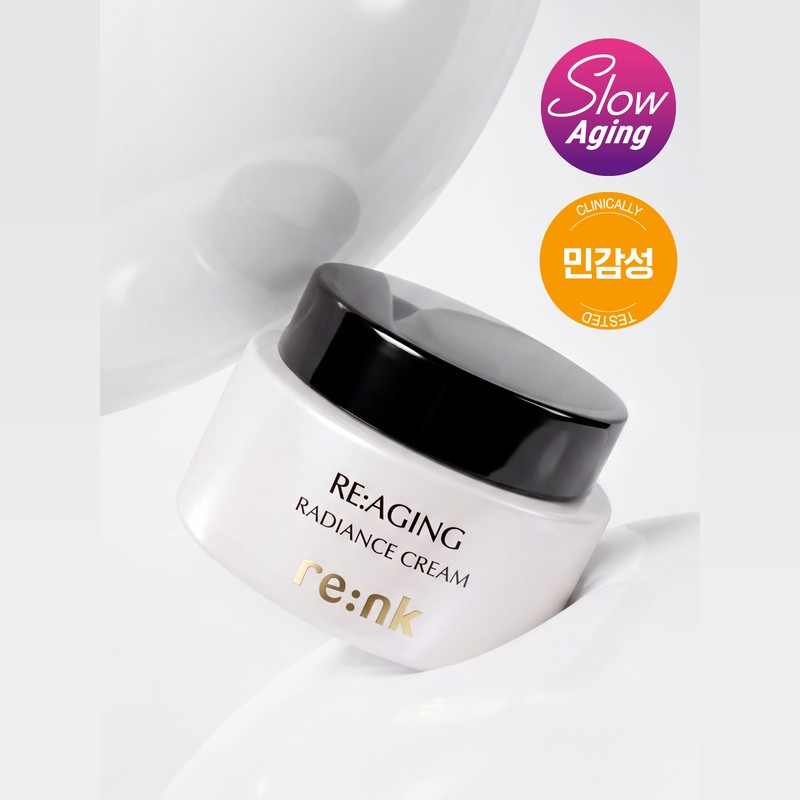 Slow
Aging
CLINICALLY
민감성
TESTED
RE:AGING
RADIANCE CREAM
re:nk